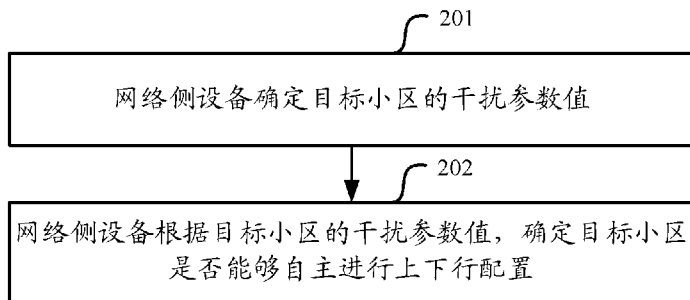 201
网络侧设备确定目标小区的干扰参数值
202
网络侧设备根据目标小区的干扰参数值，确定目标小区
是否能够自主进行上下行配置